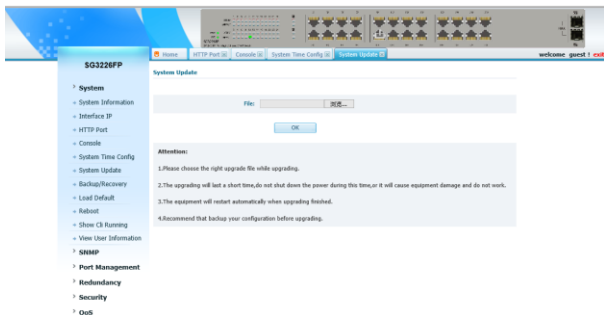 Home HTTP Port Console System Time Config System Update welcome guest ! exit
SG3226FP
System Update
System
System Information
File: 浏览...
Interface IP
HTTP Port
OK
Console
System Time Config
Attention:
System Update
1.Please choose the right upgrade file while upgrading.
Backup/Recovery
2.The upgrading will last a short time,do not shut down the power during this time,or it will cause equipment damage and do not work.
Load Default
3.The equipment will restart automatically when upgrading finished.
Reboot
4.Recommend that backup your configuration before upgrading.
Show Cli Running
View User Information
SNMP
Port Management
Redundancy
Security
QoS